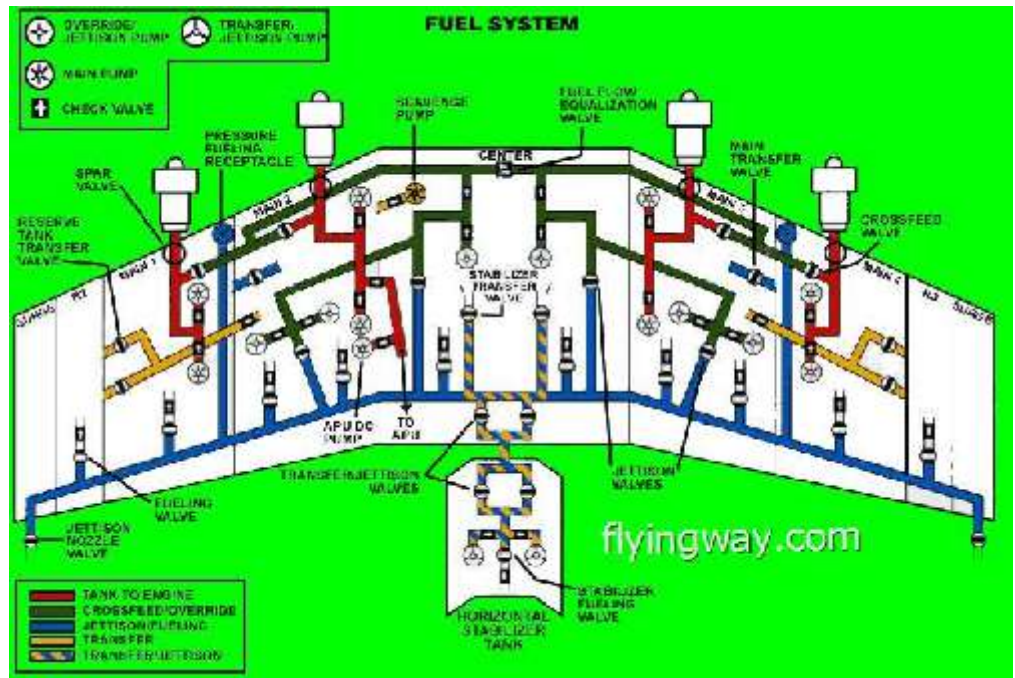 FUEL SYSTEM
OVERRIDE/
JETTISON PUMP
TRANSFER/
JETTISON PUMP
MAIN PUMP
CHECK VALVE
SCAVENGE
PUMP
FUEL FLOW
EQUALIZATION
VALVE
PRESSURE
FUELING
RECEPTACLE
CENTER
MAIN
TRANSFER
VALVE
SPAR
VALVE
MAIN 2
RESERVE
TANK
TRANSFER
VALVE
CROSSFEED
VALVE
MAIN 1
MAIN 4
STABILIZER
TRANSFER
VALVE
APU DC
PUMP
TO
APU
TRANSFER/JETTISON
VALVES
JETTISON
VALVES
FUELING
VALVE
JETTISON
NOZZLE
VALVE
flyingway.com
STABILIZER
FUELING
VALVE
HORIZONTAL
STABILIZER
TANK
TANK TO ENGINE
CROSSFEED/OVERRIDE
JETTISON/FUELING
TRANSFER
TRANSFER/JETTISON